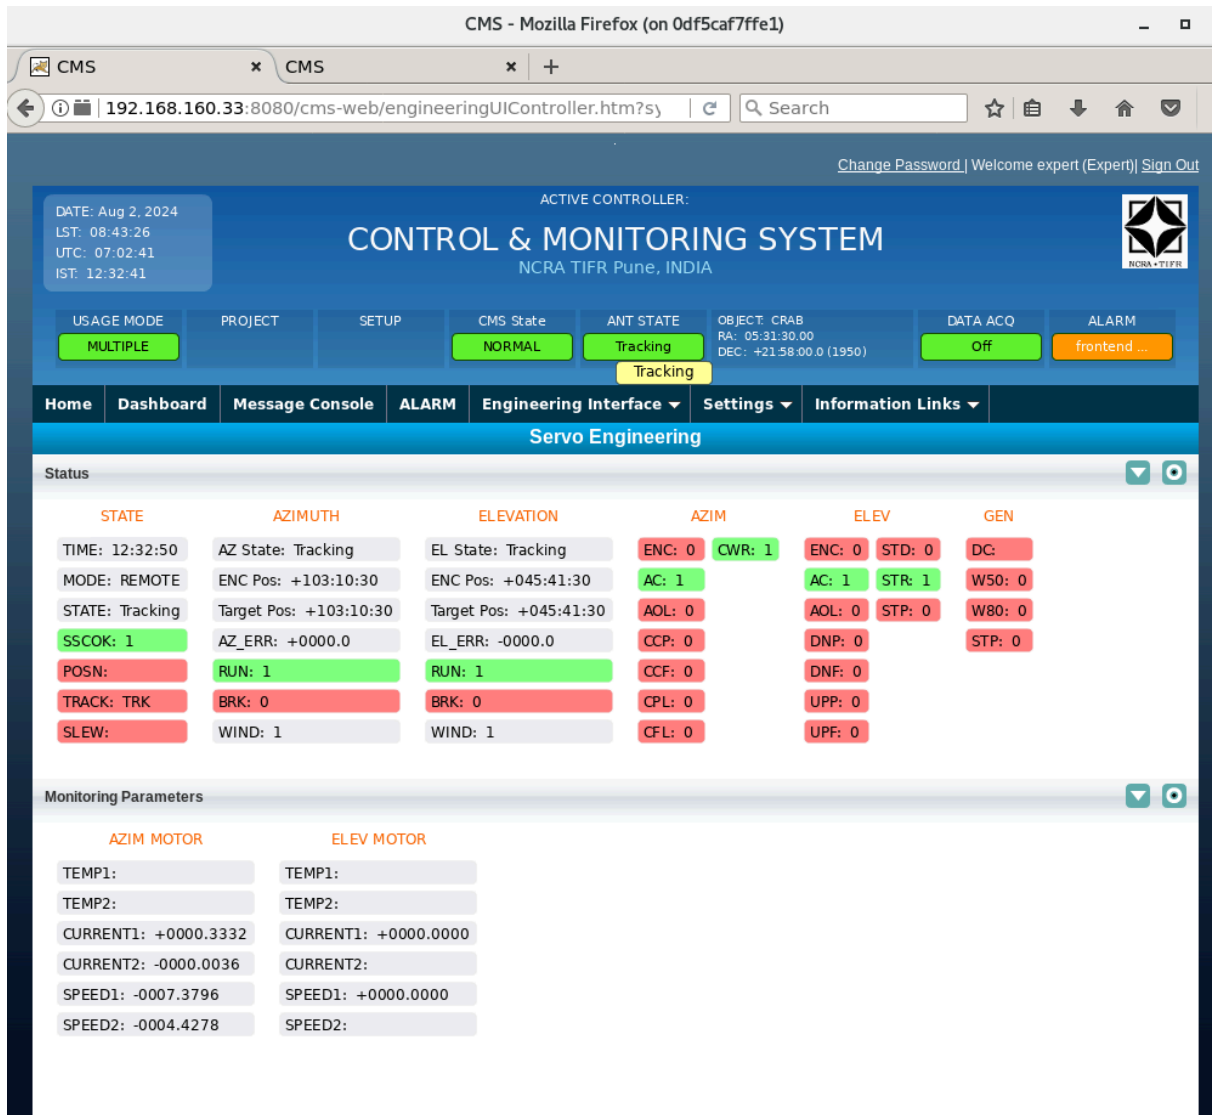 CMS - Mozilla Firefox (on 0df5caf7ffe1)
CMS × CMS × +
192.168.160.33:8080/cms-web/engineeringUIController.htm?sy Search
Change Password | Welcome expert (Expert)| Sign Out
DATE: Aug 2, 2024
LST: 08:43:26
UTC: 07:02:41
IST: 12:32:41
ACTIVE CONTROLLER:
CONTROL & MONITORING SYSTEM
NCRA TIFR Pune, INDIA
NCRA • TIFR
USAGE MODE PROJECT SETUP CMS State ANT STATE OBJECT: CRAB DATA ACQ ALARM
RA: 05:31:30.00
DEC: +21:58:00.0 (1950)
MULTIPLE NORMAL Tracking Off frontend ...
Tracking
Home Dashboard Message Console ALARM Engineering Interface Settings Information Links
Servo Engineering
Status
STATE AZIMUTH ELEVATION AZIM ELEV GEN
TIME: 12:32:50 AZ State: Tracking EL State: Tracking ENC: 0 CWR: 1 ENC: 0 STD: 0 DC:
MODE: REMOTE ENC Pos: +103:10:30 ENC Pos: +045:41:30 AC: 1 AC: 1 STR: 1 W50: 0
STATE: Tracking Target Pos: +103:10:30 Target Pos: +045:41:30 AOL: 0 AOL: 0 STP: 0 W80: 0
SSCOK: 1 AZ_ERR: +0000.0 EL_ERR: -0000.0 CCP: 0 DNP: 0 STP: 0
POSN: RUN: 1 RUN: 1 CCF: 0 DNF: 0
TRACK: TRK BRK: 0 BRK: 0 CPL: 0 UPP: 0
SLEW: WIND: 1 WIND: 1 CFL: 0 UPF: 0
Monitoring Parameters
AZIM MOTOR ELEV MOTOR
TEMP1: TEMP1:
TEMP2: TEMP2:
CURRENT1: +0000.3332 CURRENT1: +0000.0000
CURRENT2: -0000.0036 CURRENT2:
SPEED1: -0007.3796 SPEED1: +0000.0000
SPEED2: -0004.4278 SPEED2: